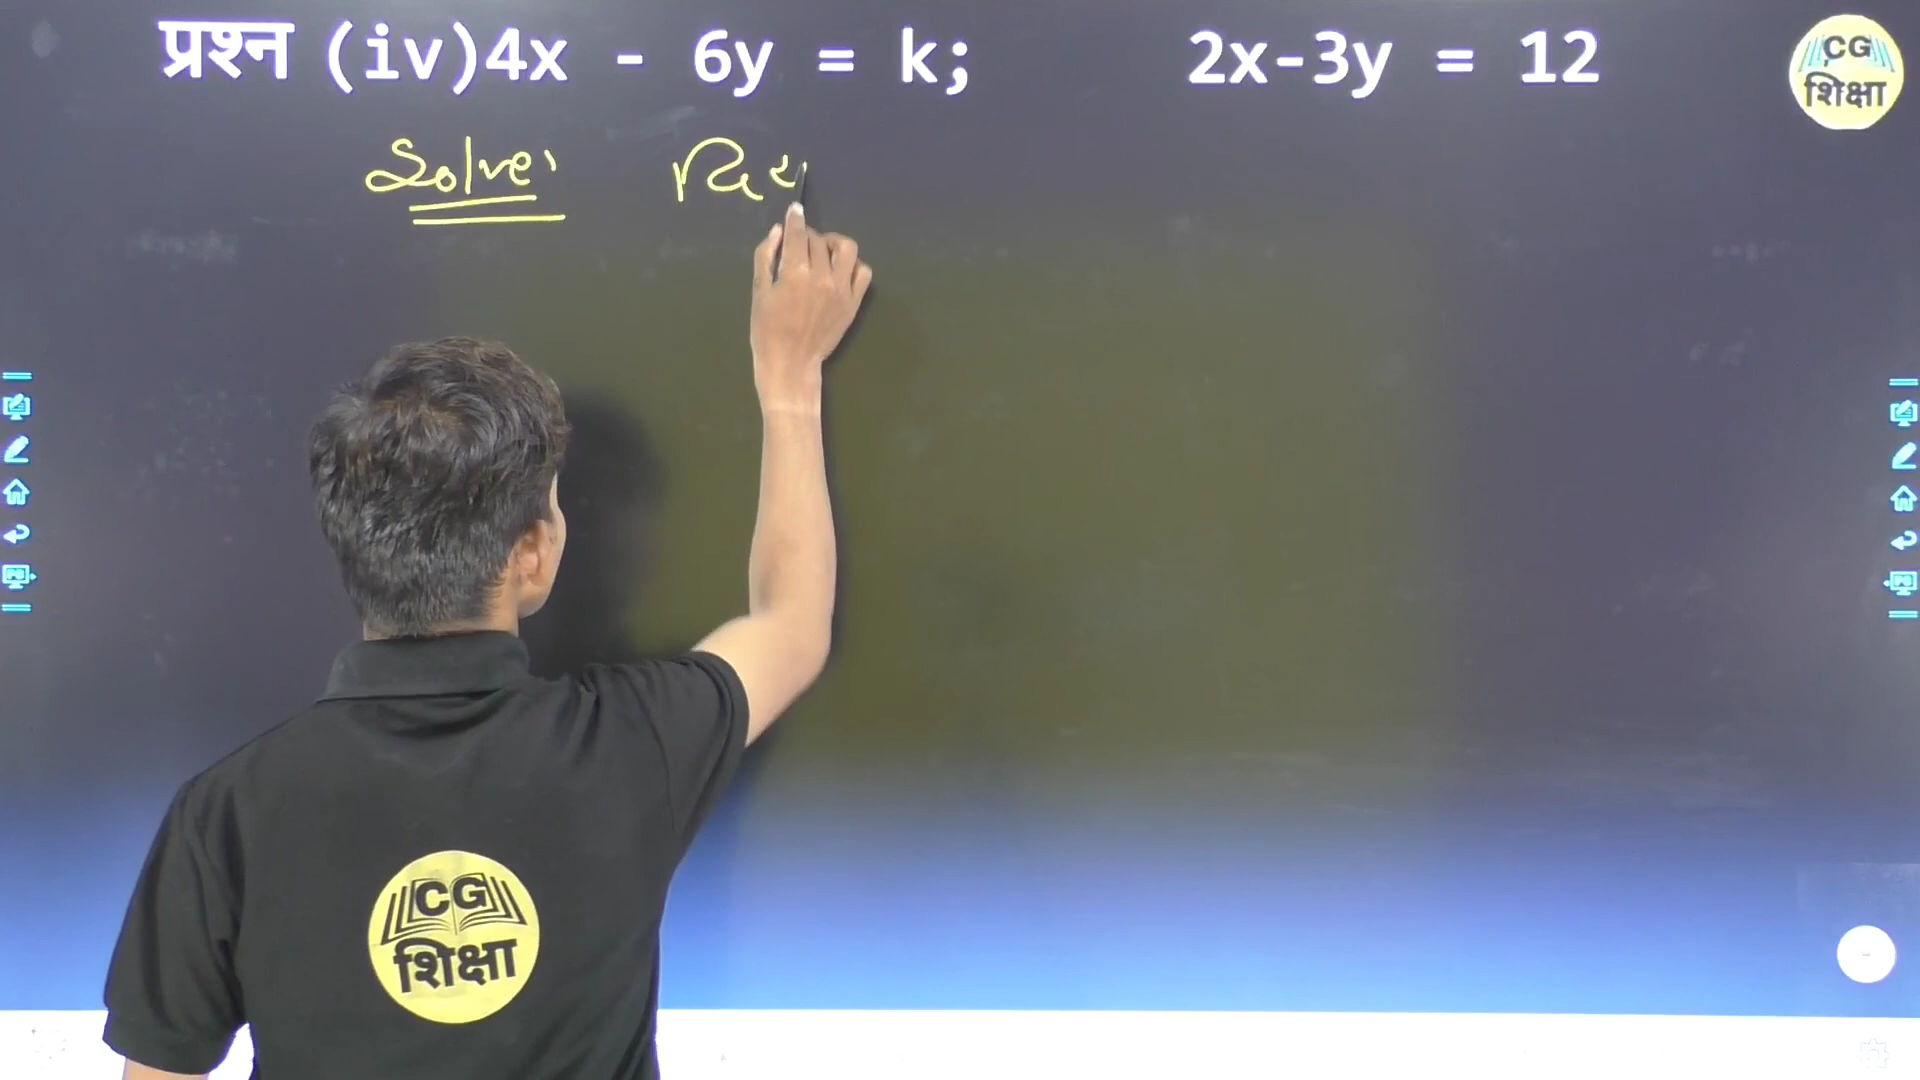 प्रश्न (iv)4x - 6y = k; 2x-3y = 12
CG
शिक्षा
Solve:
CG
शिक्षा